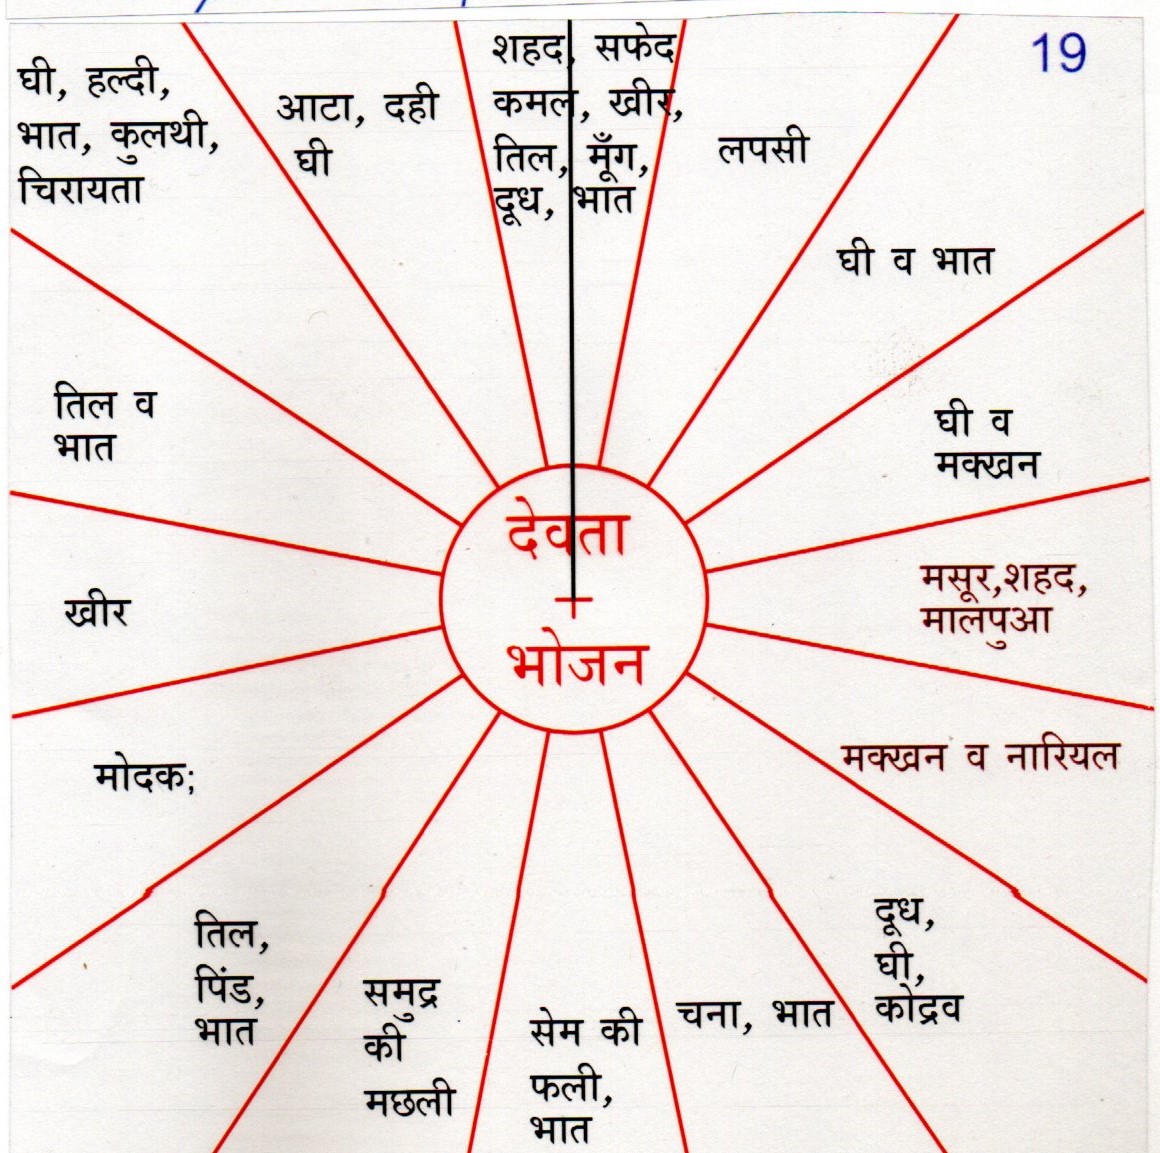 19
शहद, सफेद
कमल, खीर,
तिल, मूँग,
दूध, भात
लपसी
घी व भात
घी व
मक्खन
मसूर,शहद,
मालपुआ
मक्खन व नारियल
दूध,
घी,
कोद्रव
चना, भात
सेम की
फली,
भात
समुद्र
की
मछली
तिल,
पिंड,
भात
मोदक;
खीर
तिल व
भात
घी, हल्दी,
भात, कुलथी,
चिरायता
आटा, दही
घी
देवता
भोजन